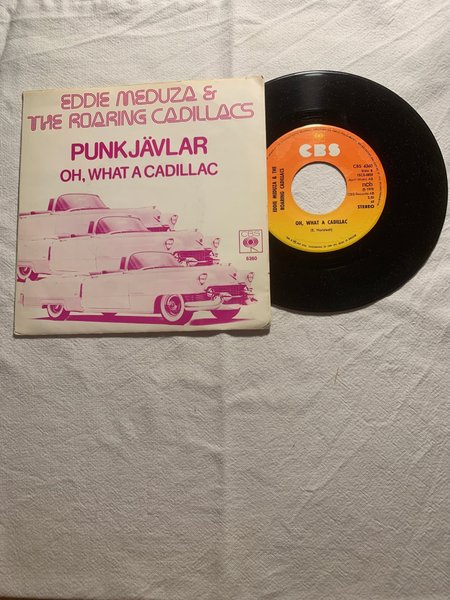 EDDIE MEDUZA &
THE ROARING CADILLACS
PUNKJÄVLAR
OH, WHAT A CADILLAC
CBS
6360
CBS
CBS 6360
STEREO
EDDIE MEDUZA & THE
ROARING CADILLACS
OH, WHAT A CADILLAC